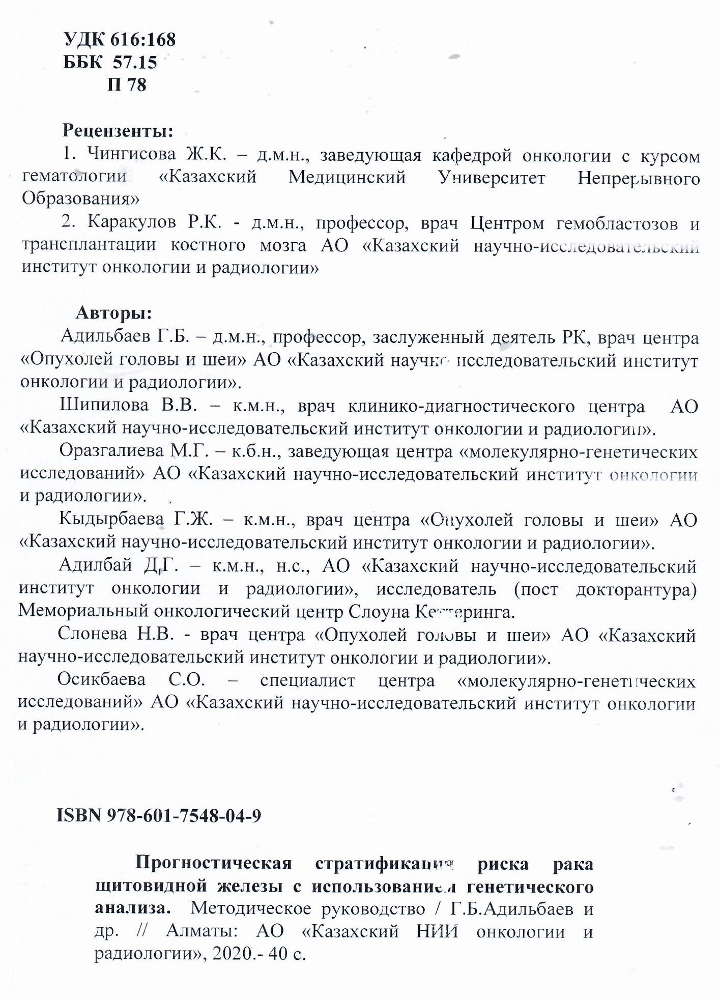 УДК 616:168
ББК 57.15
П 78
Рецензенты:
1. Чингисова Ж.К. – д.м.н., заведующая кафедрой онкологии с курсом
гематологии «Казахский Медицинский Университет Непрерывного
Образования»
2. Каракулов Р.К. - д.м.н., профессор, врач Центром гемобластозов и
трансплантации костного мозга АО «Казахский научно-исследовательский
институт онкологии и радиологии»
Авторы:
Адильбаев Г.Б. – д.м.н., профессор, заслуженный деятель РК, врач центра
«Опухолей головы и шеи» АО «Казахский научно исследовательский институт
онкологии и радиологии».
Шипилова В.В. – к.м.н., врач клинико-диагностического центра АО
«Казахский научно-исследовательский институт онкологии и радиологии».
Оразгалиева М.Г. – к.б.н., заведующая центра «молекулярно-генетических
исследований» АО «Казахский научно-исследовательский институт онкологии
и радиологии».
Кыдырбаева Г.Ж. – к.м.н., врач центра «Опухолей головы и шеи» АО
«Казахский научно-исследовательский институт онкологии и радиологии».
Адилбай Д.Г. – к.м.н., н.с., АО «Казахский научно-исследовательский
институт онкологии и радиологии», исследователь (пост докторантура)
Мемориальный онкологический центр Слоуна Кеттеринга.
Слонева Н.В. - врач центра «Опухолей головы и шеи» АО «Казахский
научно-исследовательский институт онкологии и радиологии».
Осикбаева С.О. – специалист центра «молекулярно-генетических
исследований» АО «Казахский научно-исследовательский институт онкологии
и радиологии».
ISBN 978-601-7548-04-9
Прогностическая стратификация риска рака
щитовидной железы с использованием генетического
анализа. Методическое руководство / Г.Б.Адильбаев и
др. // Алматы: АО «Казахский НИИ онкологии и
радиологии», 2020.- 40 с.